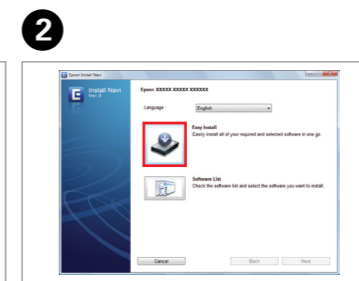 2
Epson Install Navi
Install Navi
Epson XXXXX XXXXX XXXXXX
Language :
English
Easy Install
Easily install all of your required and selected software in one go.
Software List
Check the software list and select the software you want to install.
Cancel
Back
Next